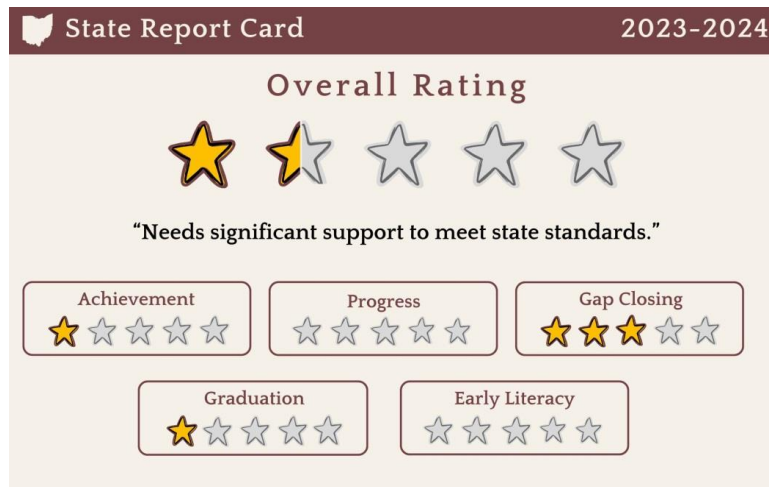 State Report Card 2023-2024
Overall Rating
“Needs significant support to meet state standards.”
Achievement Progress Gap Closing
Graduation Early Literacy